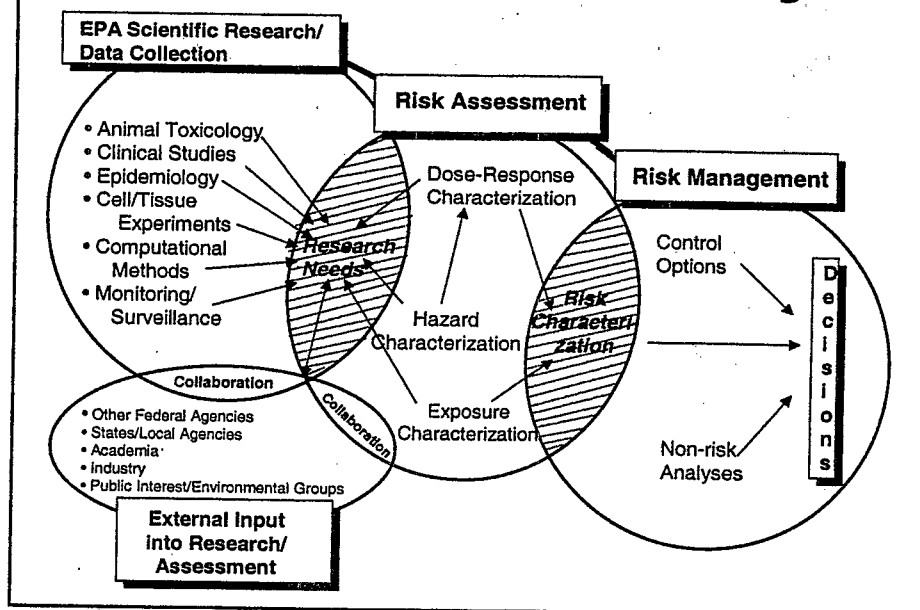 EPA Scientific Research/
Data Collection
Risk Assessment
Risk Management
• Animal Toxicology
• Clinical Studies
• Epidemiology
• Cell/Tissue
Experiments
• Computational
Methods
• Monitoring/
Surveillance
Research
Needs
Dose-Response
Characterization
Hazard
Characterization
Exposure
Characterization
Risk
Characteri-
zation
Control
Options
Non-risk
Analyses
Decisions
Collaboration
Collaboration
• Other Federal Agencies
• States/Local Agencies
• Academia
• Industry
• Public Interest/Environmental Groups
External Input
into Research/
Assessment